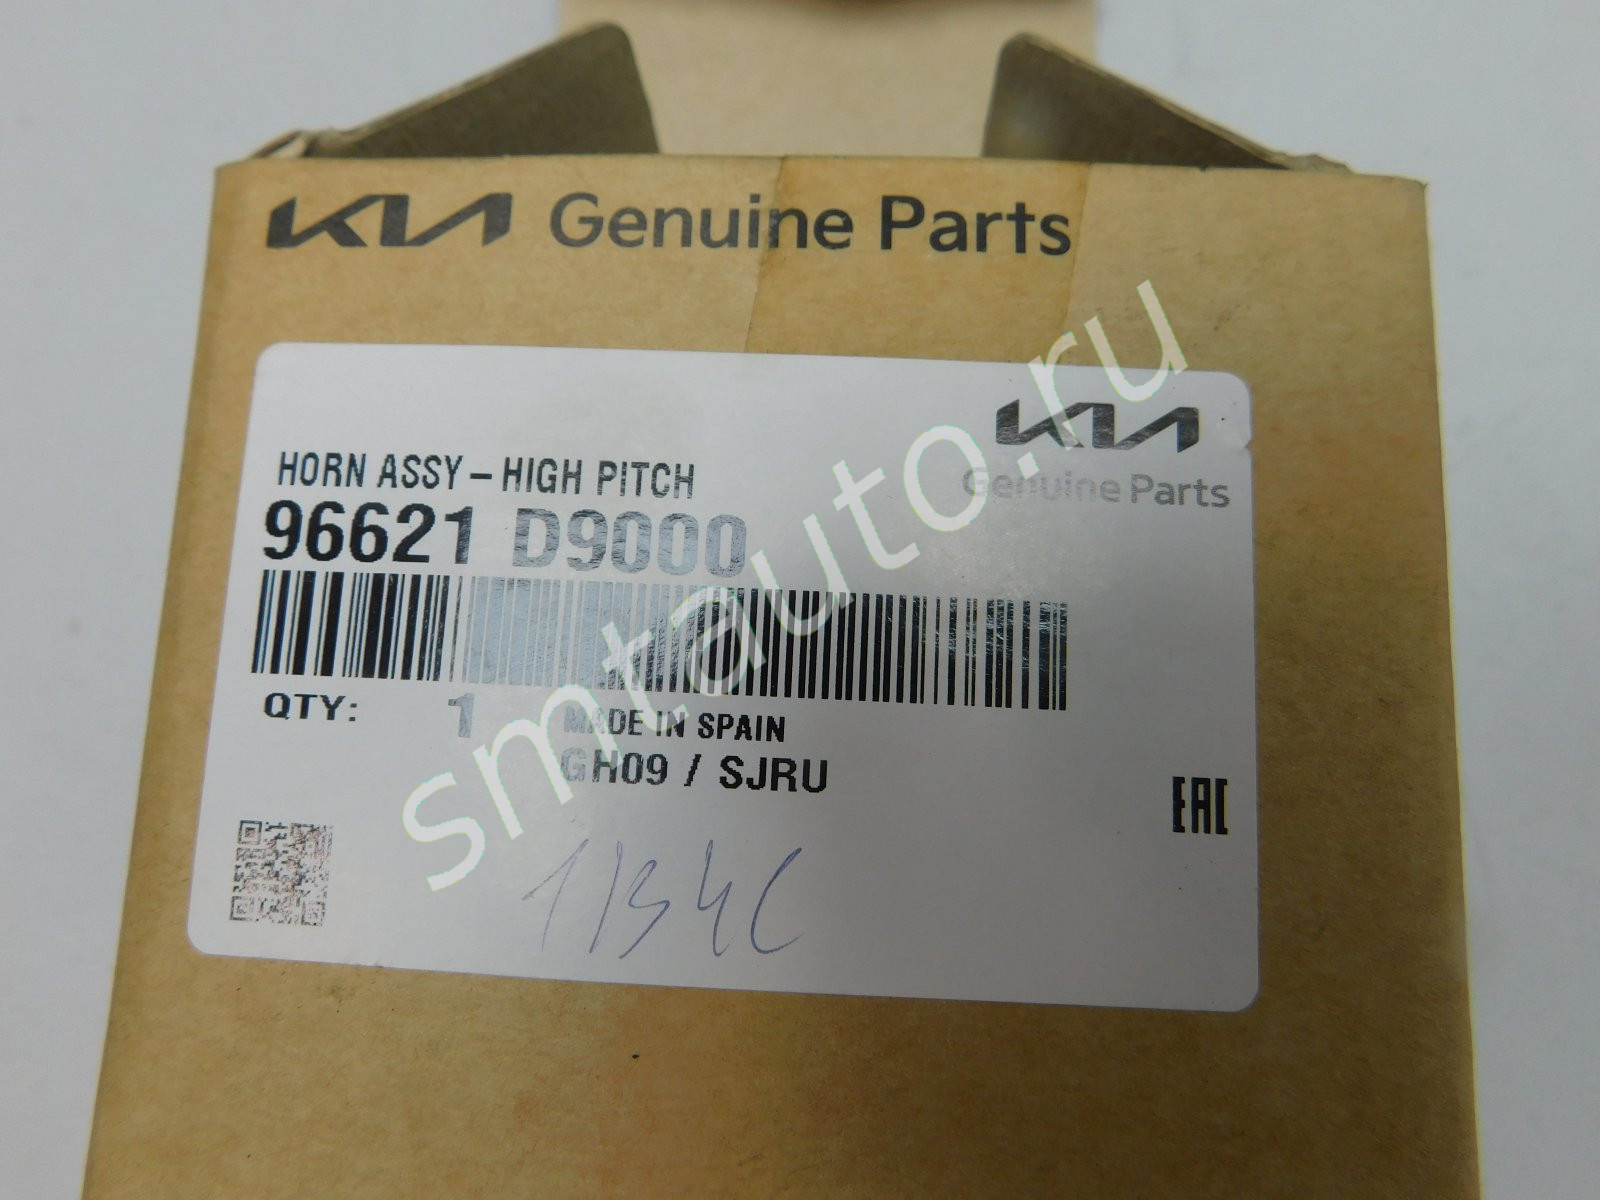 KIA Genuine Parts
KIA
Genuine Parts
HORN ASSY - HIGH PITCH
96621 D9000
QTY: 1 MADE IN SPAIN
GH09 / SJRU
EAC
smtauto.ru